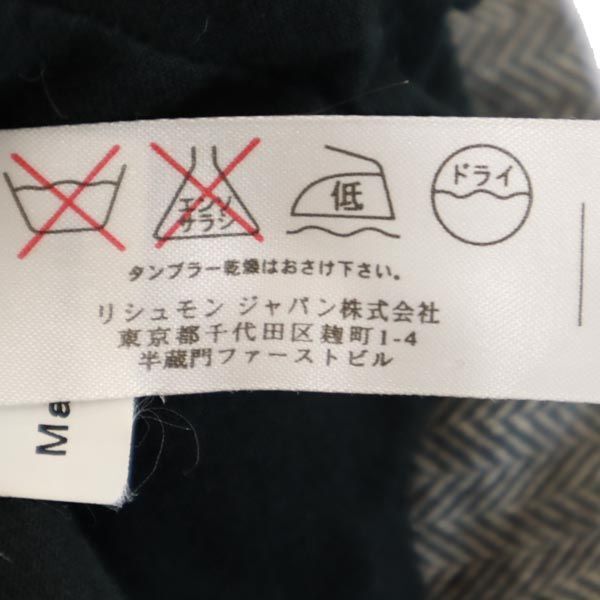 エンソ
サラシ
低
ドライ
タンブラー乾燥はおさけ下さい。
リシュモン ジャパン株式会社
東京都千代田区麹町1-4
半蔵門ファーストビル
Ma